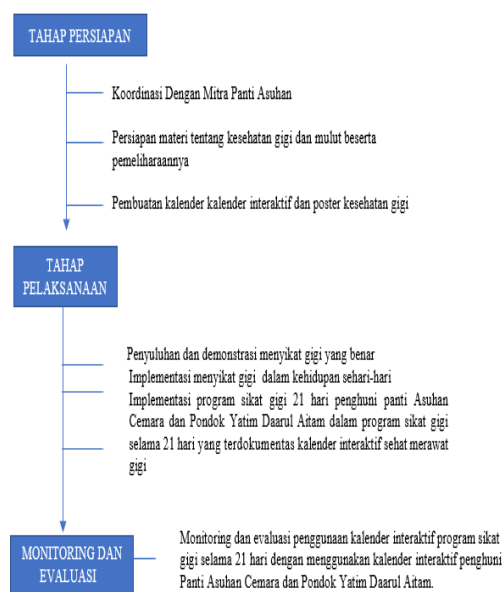 TAHAP PERSIAPAN
Koordinasi Dengan Mitra Panti Asuhan
Persiapan materi tentang kesehatan gigi dan mulut beserta
pemeliharaannya
Pembuatan kalender kalender interaktif dan poster kesehatan gigi
TAHAP
PELAKSANAAN
Penyuluhan dan demonstrasi menyikat gigi yang benar
Implementasi menyikat gigi dalam kehidupan sehari-hari
Implementasi program sikat gigi 21 hari penghuni panti Asuhan
Cemara dan Pondok Yatim Daarul Aitam dalam program sikat gigi
selama 21 hari yang terdokumentas kalender interaktif sehat merawat
gigi
MONITORING DAN
EVALUASI
Monitoring dan evaluasi penggunaan kalender interaktif program sikat
gigi selama 21 hari dengan menggunakan kalender interaktif penghuni
Panti Asuhan Cemara dan Pondok Yatim Daarul Aitam.